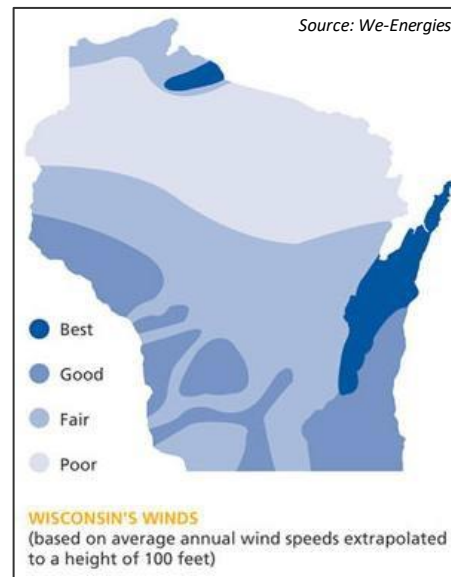 Source: We-Energies
Best
Good
Fair
Poor
WISCONSIN'S WINDS
(based on average annual wind speeds extrapolated
to a height of 100 feet)